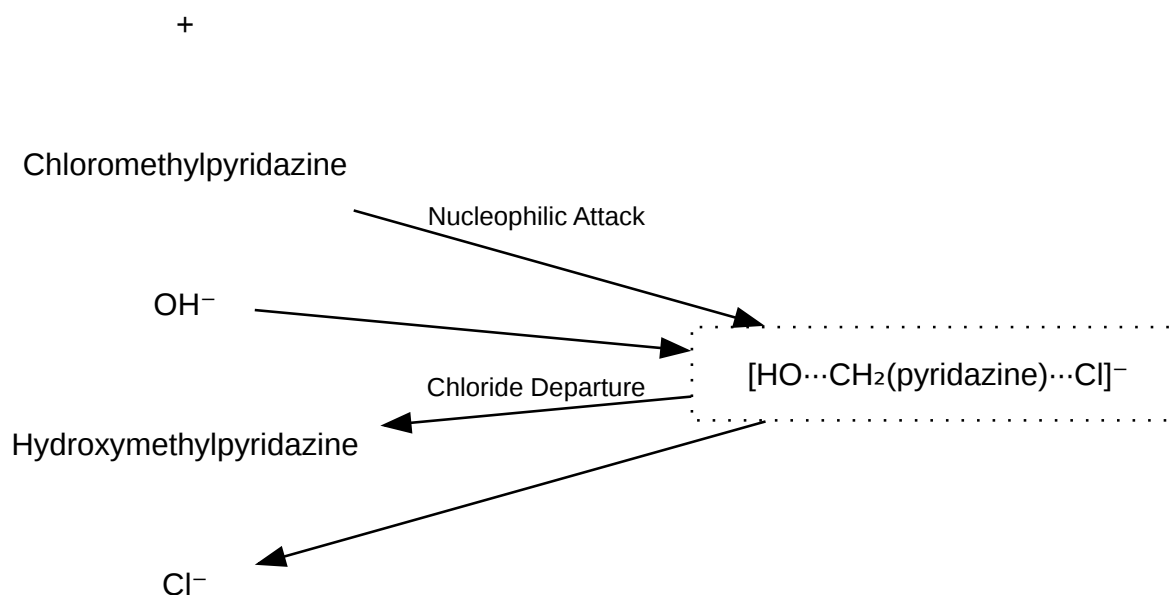 +
Chloromethylpyridazine
Nucleophilic Attack
OH⁻
[HO···CH₂(pyridazine)···Cl]⁻
Chloride Departure
Hydroxymethylpyridazine
Cl⁻